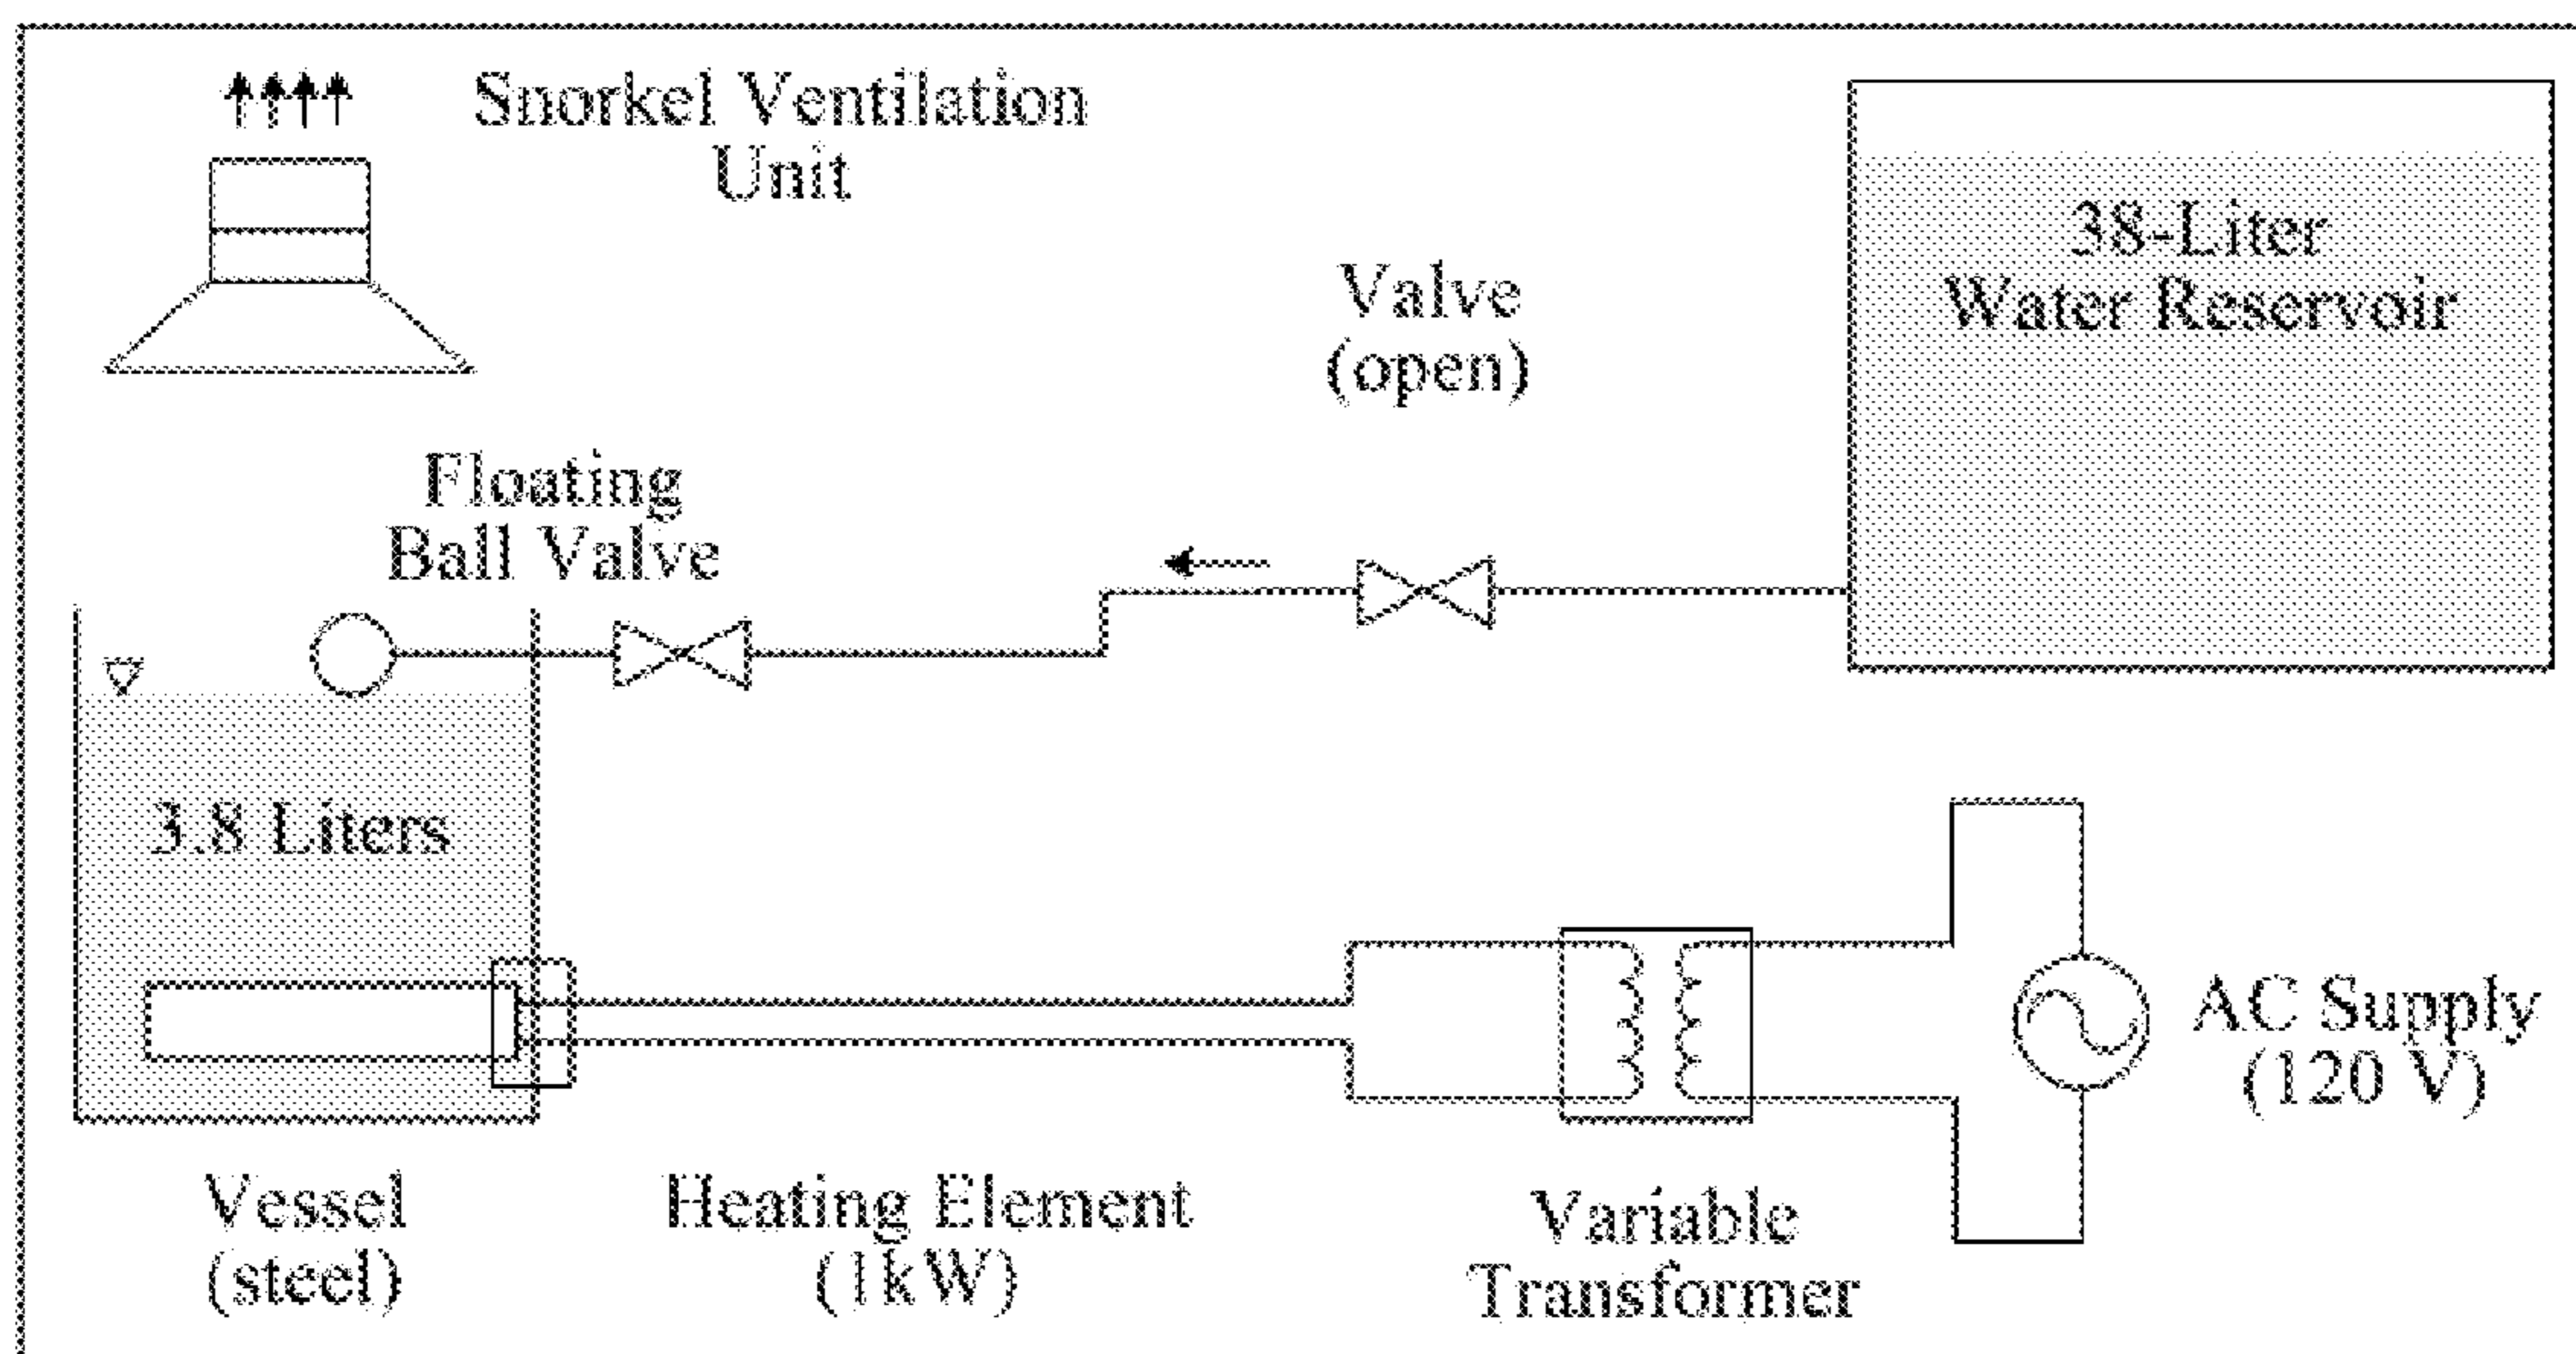 Snorkel Ventilation
Unit
38-Liter
Water Reservoir
Valve
(open)
Floating
Ball Valve
3.8 Liters
AC Supply
(120 V)
Vessel
(steel)
Heating Element
(1kW)
Variable
Transformer